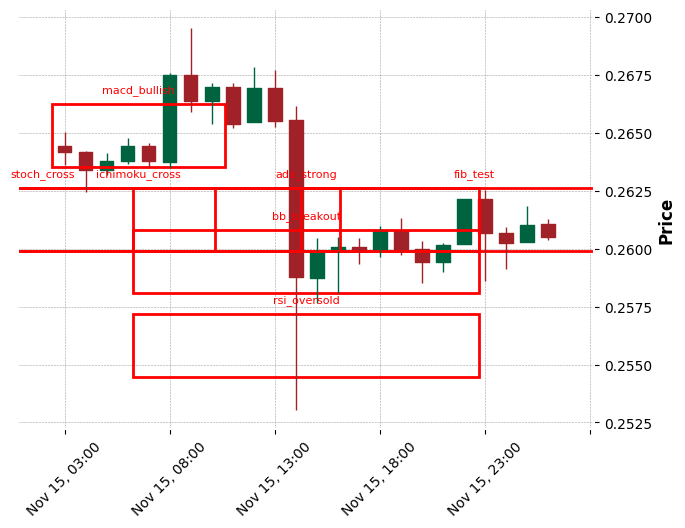 0.2700
0.2675
macd_bullish
0.2650
stoch_cross
ichimoku_cross
adx_strong
fib_test
0.2625
bb_breakout
0.2600
Price
rsi_oversold
0.2575
0.2550
0.2525
Nov 15, 03:00
Nov 15, 08:00
Nov 15, 13:00
Nov 15, 18:00
Nov 15, 23:00